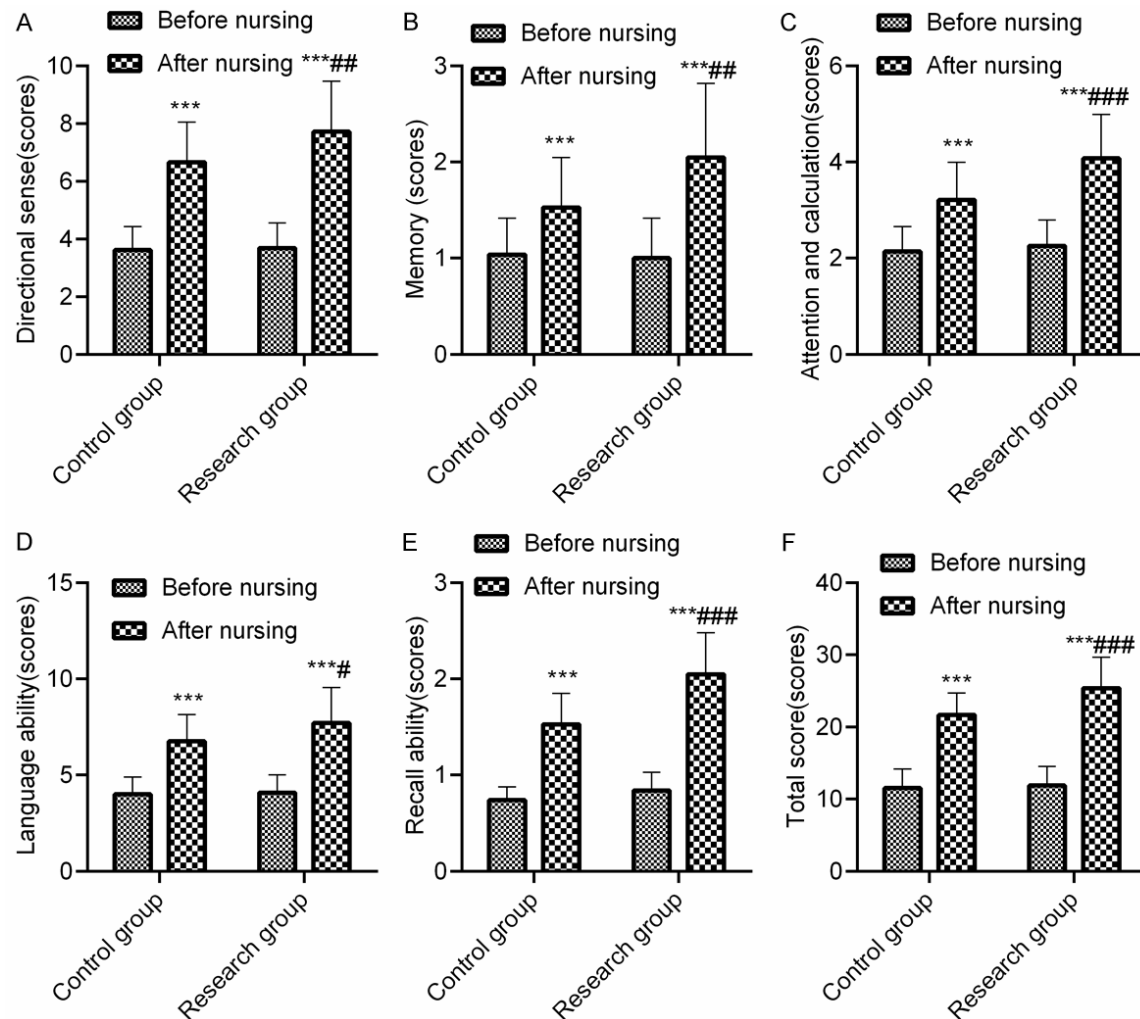 A
Before nursing
After nursing
***##
***
Directional sense(scores)
10
8
6
4
2
0
Control group
Research group
B
Before nursing
After nursing
***##
***
Memory (scores)
3
2
1
0
Control group
Research group
C
Before nursing
After nursing
***###
***
Attention and calculation(scores)
6
4
2
0
Control group
Research group
D
Before nursing
After nursing
***#
***
Language ability(scores)
15
10
5
0
Control group
Research group
E
Before nursing
After nursing
***###
***
Recall ability(scores)
3
2
1
0
Control group
Research group
F
Before nursing
After nursing
***###
***
Total score(scores)
40
30
20
10
0
Control group
Research group